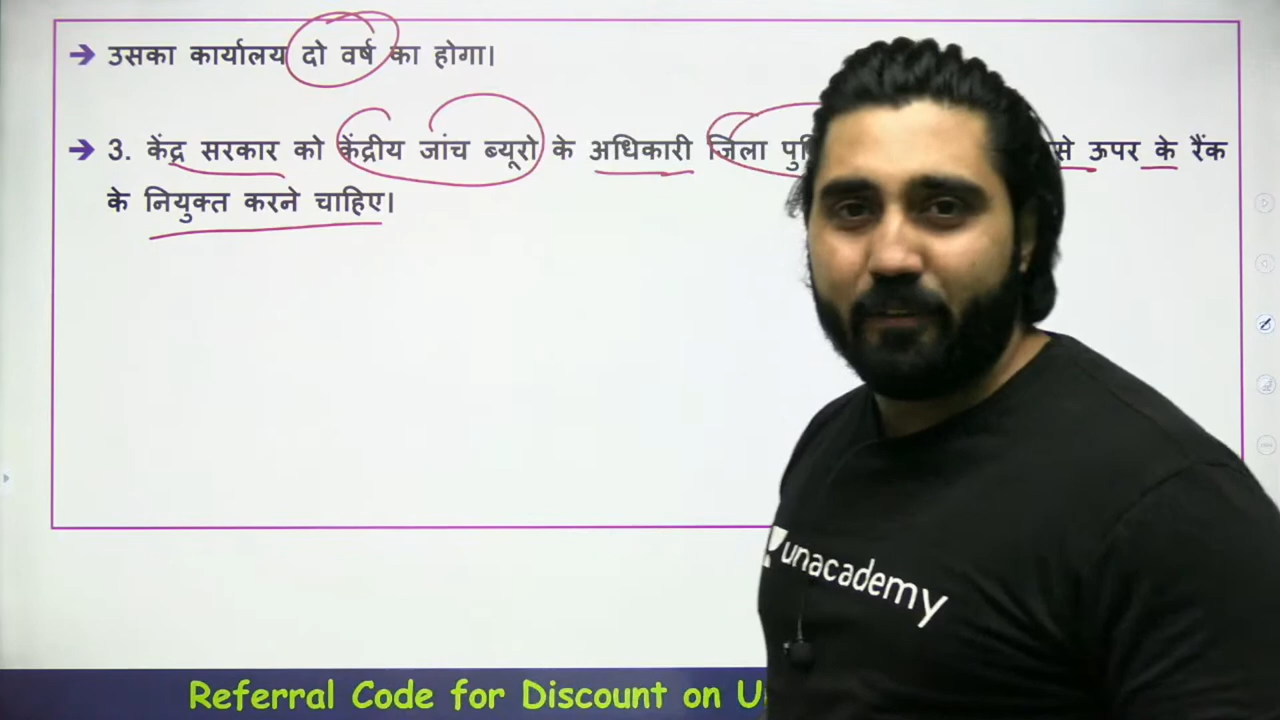 → उसका कार्यालय दो वर्ष का होगा।
→ 3. केंद्र सरकार को केंद्रीय जांच ब्यूरो के अधिकारी जिला से ऊपर के रैंक
के नियुक्त करने चाहिए।
unacademy
Referral Code for Discount on